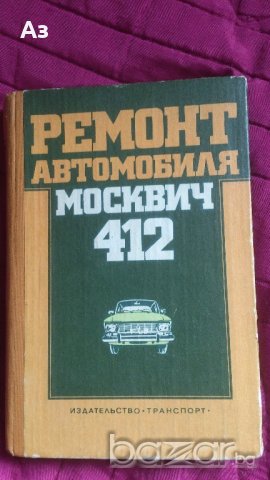 Аз
РЕМОНТ
АВТОМОБИЛЯ
МОСКВИЧ
412
ИЗДАТЕЛЬСТВО • ТРАНСПОРТ •
bazar.bg